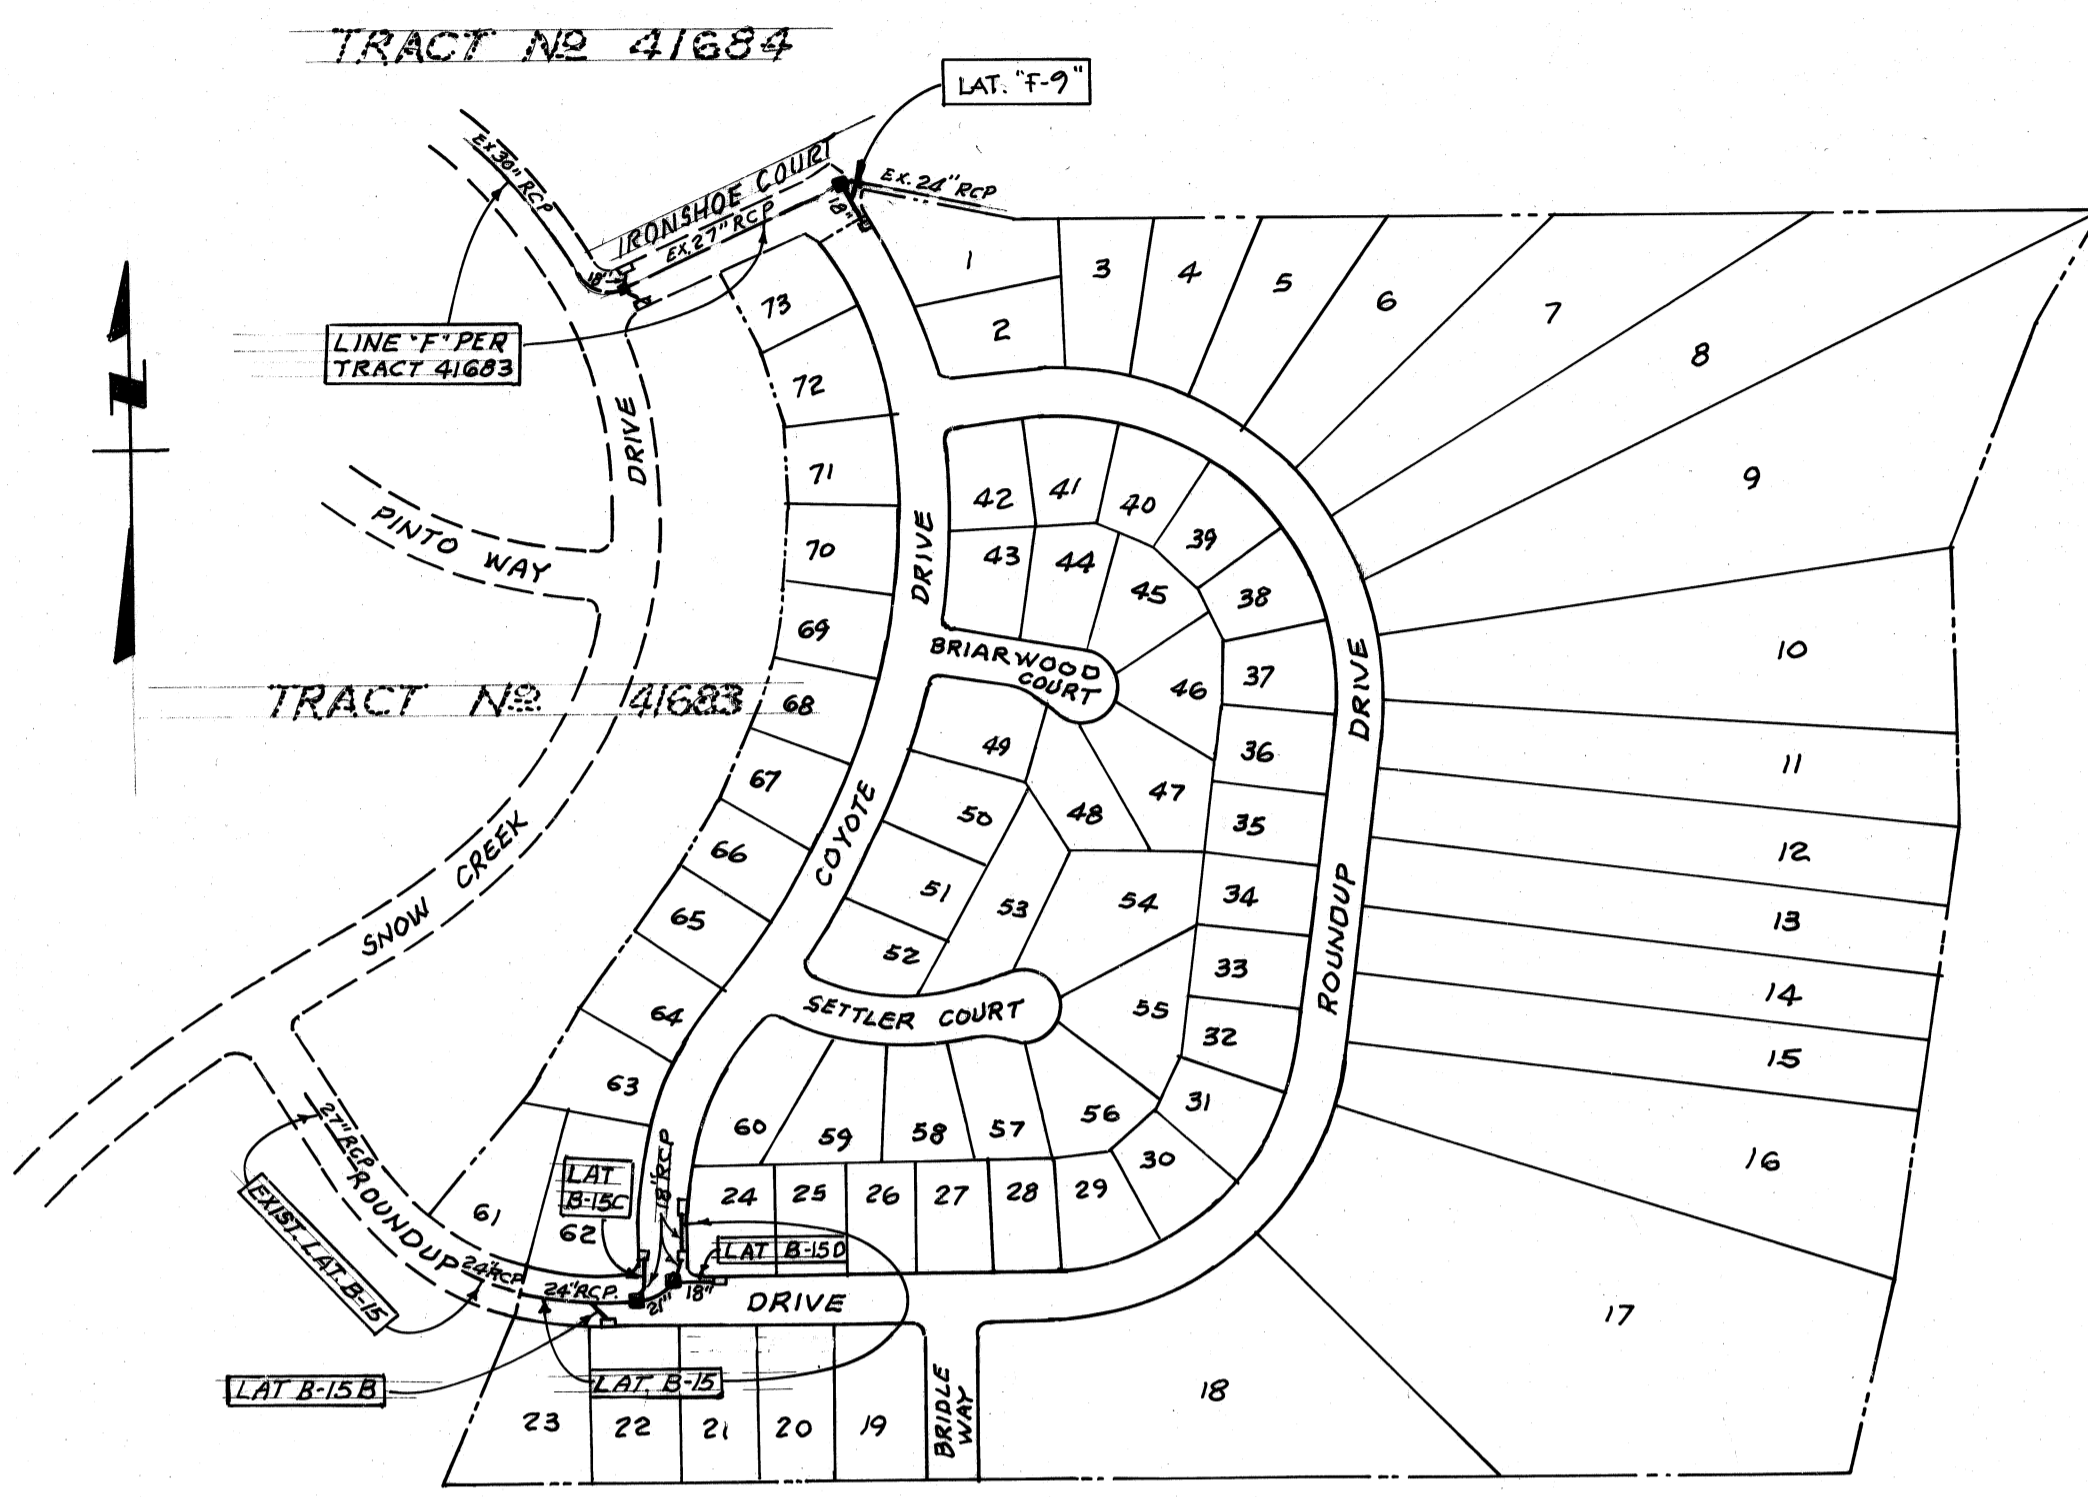 TRACT Nº 41684
LAT. "F-9"
EX 30" RCP
IRONSHOE COURT
EX. 27" RCP
18"
EX. 24" RCP
18"
LINE "F" PER
TRACT 41683
1
2
3
4
5
6
7
8
9
73
72
71
70
69
68
67
66
65
64
63
DRIVE
PINTO WAY
TRACT Nº 41683
SNOW CREEK
DRIVE
COYOTE
42
41
40
39
38
43
44
45
46
37
BRIARWOOD
COURT
49
50
51
52
48
47
53
54
36
35
34
33
32
31
30
55
56
SETTLER COURT
60
59
58
57
DRIVE
ROUNDUP
10
11
12
13
14
15
16
17
18
27" RCP
ROUNDUP
EXIST. LAT. B-15
61
62
LAT
B-15C
18" RCP
24
25
26
27
28
29
LAT B-15D
24" RCP
24" RCP.
21"
18"
DRIVE
LAT B-15B
LAT. B-15
23
22
21
20
19
BRIDLE
WAY
N